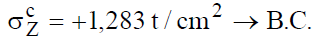 σ_Z^c = +1,283 t / cm² → B.C.